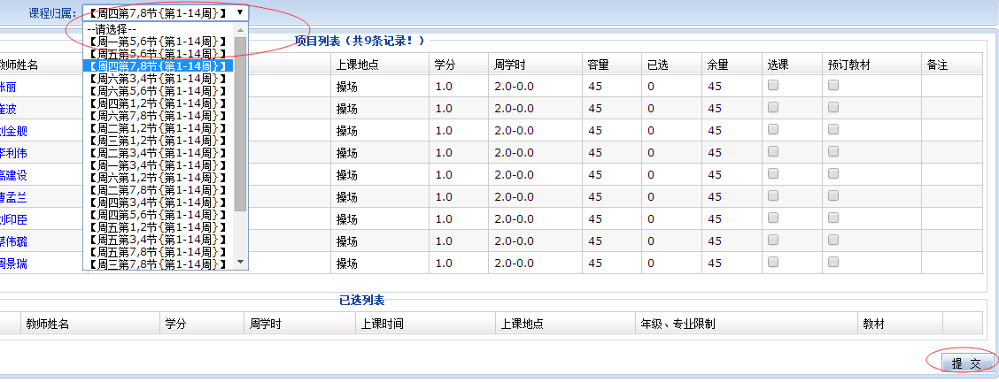 课程归属：【周四第7,8节{第1-14周}】
--请选择--
【周一第5,6节{第1-14周}】
【周五第5,6节{第1-14周}】
【周四第7,8节{第1-14周}】
【周六第3,4节{第1-14周}】
【周六第5,6节{第1-14周}】
【周四第1,2节{第1-14周}】
【周六第7,8节{第1-14周}】
【周二第1,2节{第1-14周}】
【周三第1,2节{第1-14周}】
【周二第3,4节{第1-14周}】
【周一第3,4节{第1-14周}】
【周六第1,2节{第1-14周}】
【周二第7,8节{第1-14周}】
【周四第3,4节{第1-14周}】
【周四第5,6节{第1-14周}】
【周五第1,2节{第1-14周}】
【周五第3,4节{第1-14周}】
【周五第7,8节{第1-14周}】
【周三第7,8节{第1-14周}】
项目列表（共9条记录！）
教师姓名 上课地点 学分 周学时 容量 已选 余量 选课 预订教材 备注
张丽 操场 1.0 2.0-0.0 45 0 45
崔波 操场 1.0 2.0-0.0 45 0 45
刘金舰 操场 1.0 2.0-0.0 45 0 45
李利伟 操场 1.0 2.0-0.0 45 0 45
高建设 操场 1.0 2.0-0.0 45 0 45
曹孟兰 操场 1.0 2.0-0.0 45 0 45
刘印臣 操场 1.0 2.0-0.0 45 0 45
蔡伟璐 操场 1.0 2.0-0.0 45 0 45
周景瑞 操场 1.0 2.0-0.0 45 0 45
已选列表
教师姓名 学分 周学时 上课时间 上课地点 年级、专业限制 教材
提 交